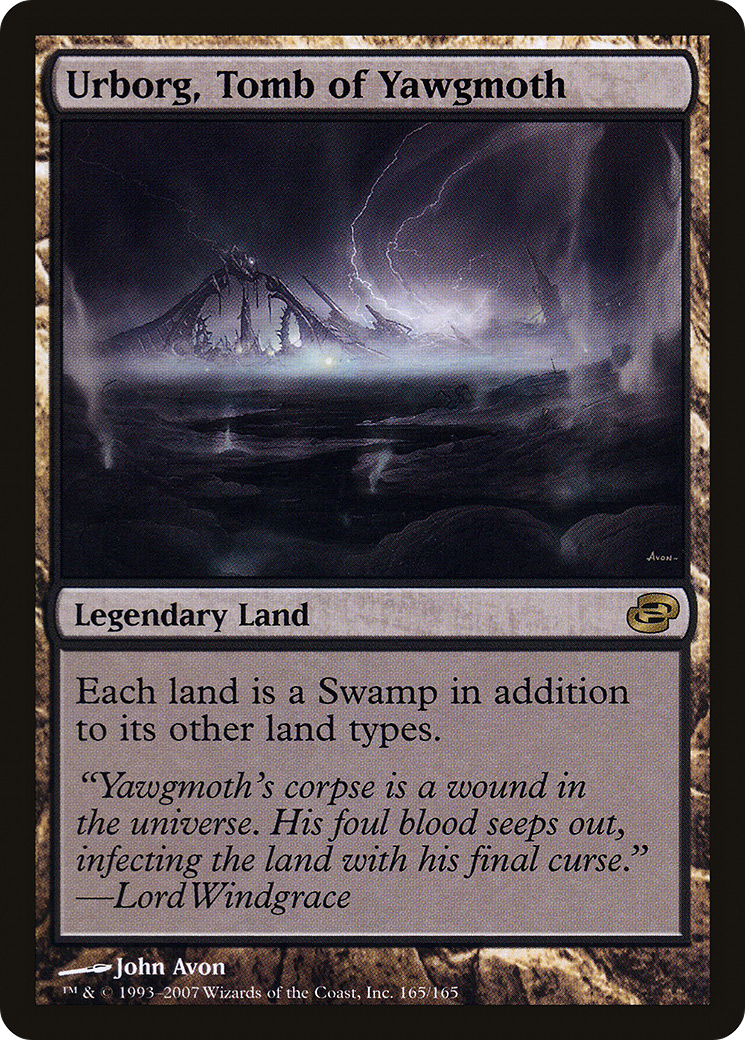 Urborg, Tomb of Yawgmoth
AVON-
Legendary Land
Each land is a Swamp in addition
to its other land types.
“Yawgmoth’s corpse is a wound in
the universe. His foul blood seeps out,
infecting the land with his final curse.”
—Lord Windgrace
John Avon
™ & © 1993–2007 Wizards of the Coast, Inc. 165/165